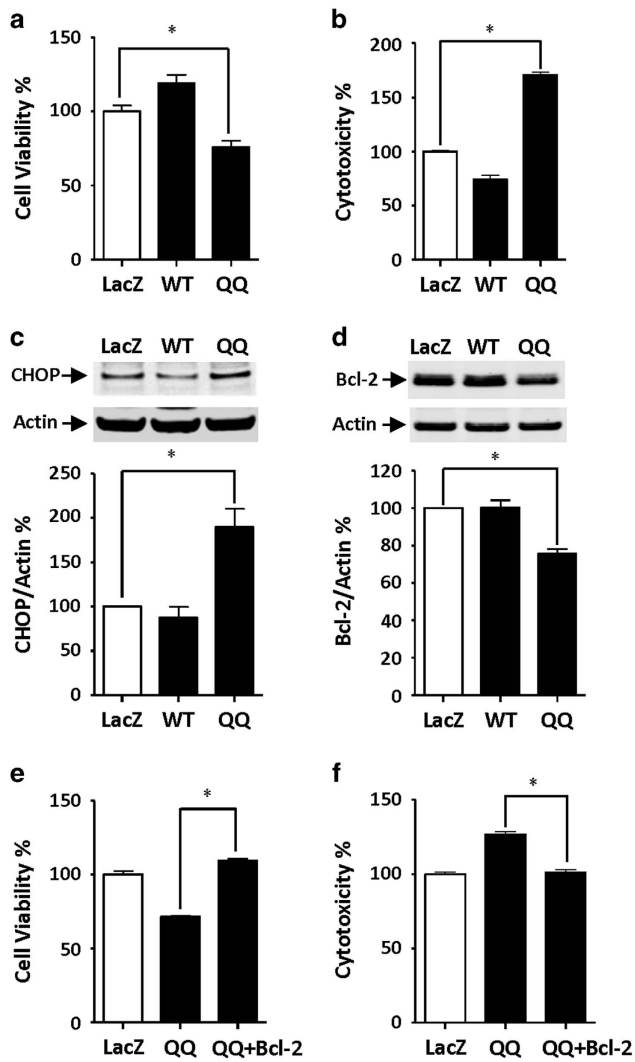 a
*
Cell Viability %
150
100
50
0
LacZ WT QQ
b
*
Cytotoxicity %
200
150
100
50
0
LacZ WT QQ
c
LacZ WT QQ
CHOP
Actin
*
CHOP/Actin %
250
200
150
100
50
0
LacZ WT QQ
d
LacZ WT QQ
Bcl-2
Actin
*
Bcl-2/Actin %
120
100
80
60
40
20
0
LacZ WT QQ
e
*
Cell Viability %
150
100
50
0
LacZ QQ QQ+Bcl-2
f
*
Cytotoxicity %
150
100
50
0
LacZ QQ QQ+Bcl-2